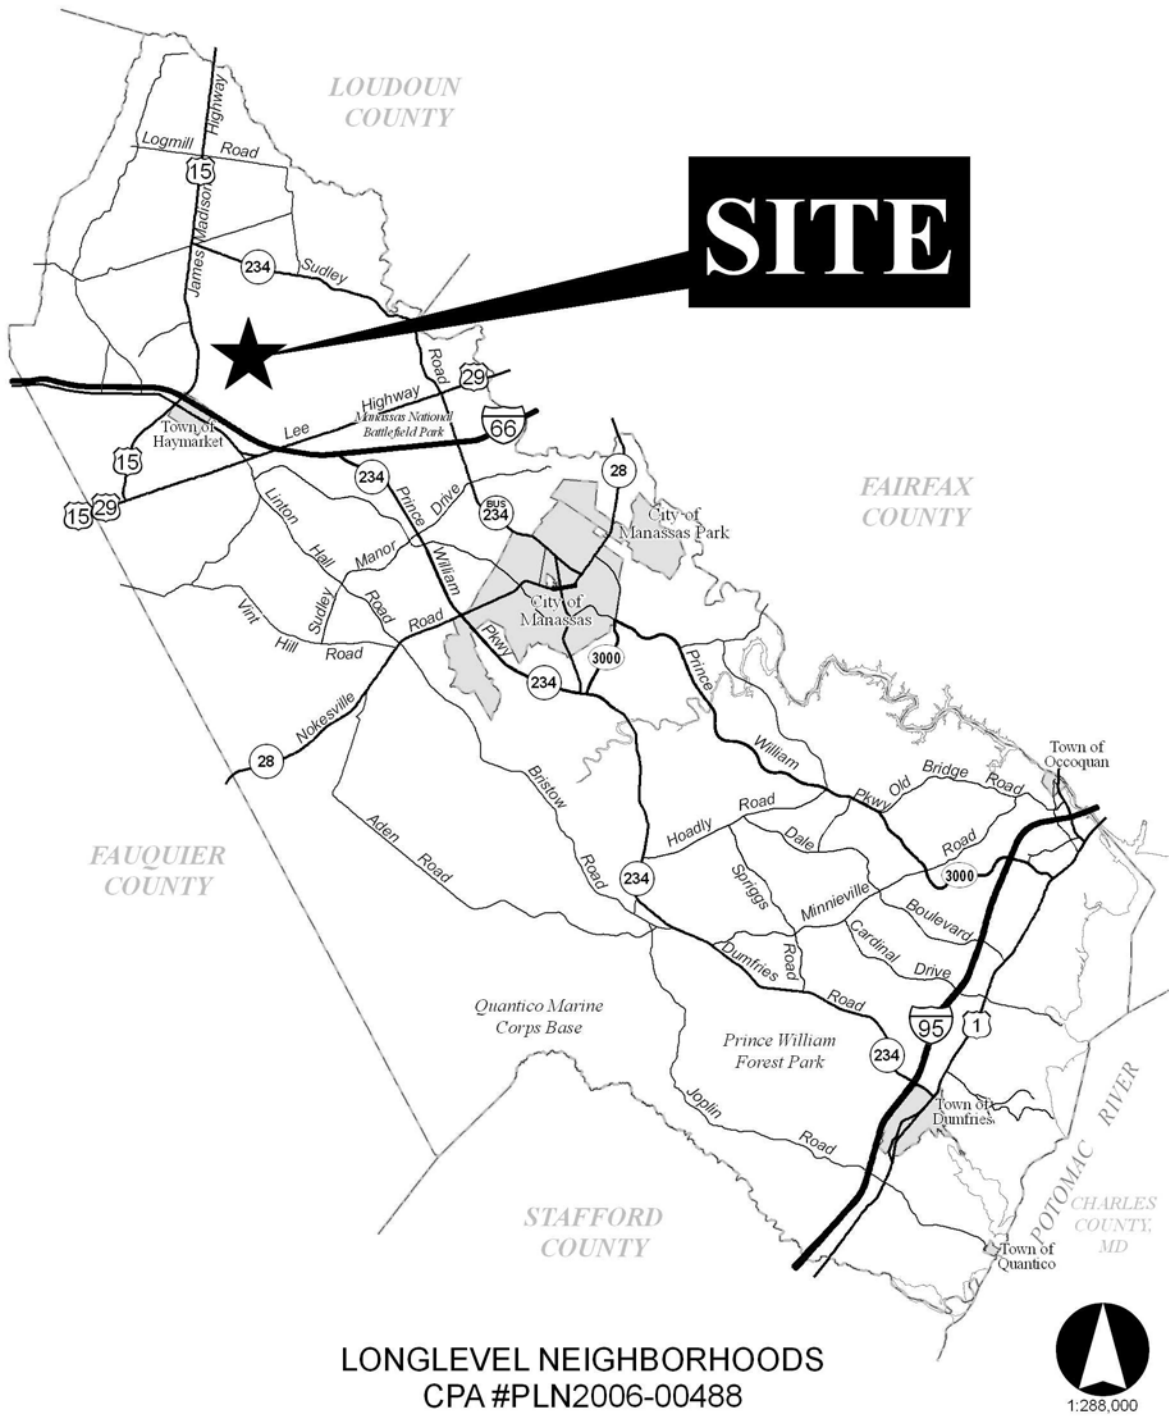 LOUDOUN
COUNTY
Highway
Logmill
Road
15
SITE
James Madison
234
Sudley
Road
29
Highway
Lee
Manassas National
Battlefield Park
66
Town of
Haymarket
15
15
29
234
28
BUS
234
FAIRFAX
COUNTY
City of
Manassas Park
Linton
Hall
Road
Prince
William
Pkwy
Manor
Drive
Sudley
Vint
Hill
Road
Road
City of
Manassas
3000
234
Prince
William
Pkwy
Nokesville
28
Town of
Occoquan
Old
Bridge
Road
Bristow
Road
Hoadly
Road
Dale
Boulevard
Road
Minnieville
3000
FAUQUIER
COUNTY
Aden
Road
234
Spriggs
Road
Cardinal
Drive
Dumfries
Road
Quantico Marine
Corps Base
Prince William
Forest Park
95
1
234
Joplin
Road
Town of
Dumfries
POTOMAC RIVER
STAFFORD
COUNTY
CHARLES
COUNTY,
MD
Town of
Quantico
LONGLEVEL NEIGHBORHOODS
CPA #PLN2006-00488
1:288,000